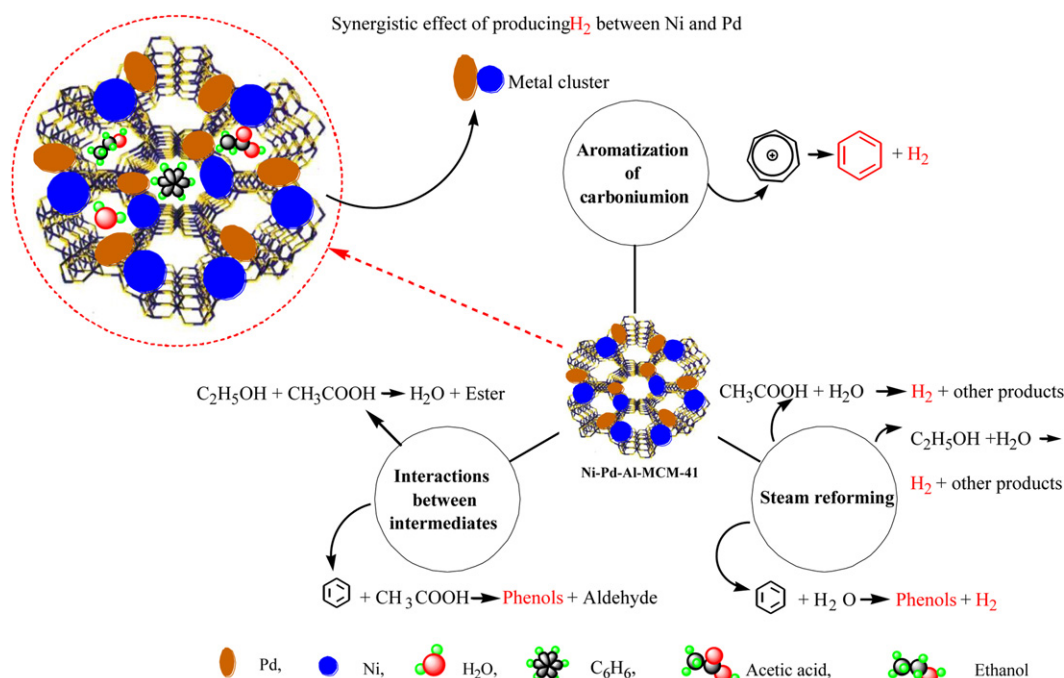 Synergistic effect of producing H2 between Ni and Pd
Metal cluster
Aromatization
of
carboniumion
+
+ H2
C2H5OH + CH3COOH → H2O + Ester
CH3COOH + H2O → H2 + other products
C2H5OH +H2O →
H2 + other products
Ni-Pd-Al-MCM-41
Interactions
between
intermediates
Steam reforming
+ CH3COOH → Phenols + Aldehyde
+ H2 O → Phenols + H2
Pd, Ni, H2O, C6H6, Acetic acid, Ethanol